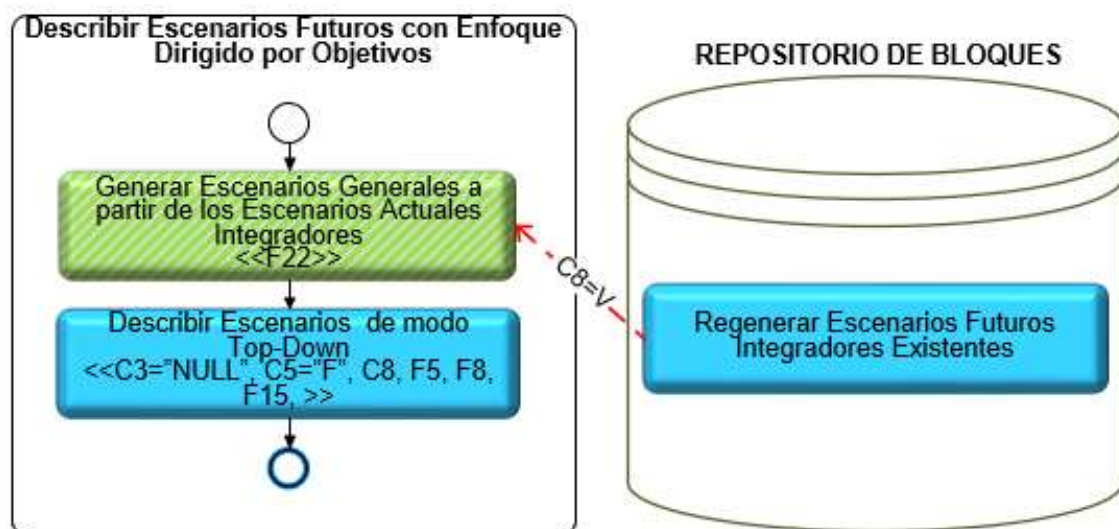 Describir Escenarios Futuros con Enfoque
Dirigido por Objetivos
Generar Escenarios Generales a
partir de los Escenarios Actuales
Integradores
<<F22>>
Describir Escenarios de modo
Top-Down
<<C3="NULL", C5="F", C8, F5, F8,
F15, >>
REPOSITORIO DE BLOQUES
C8=V
Regenerar Escenarios Futuros
Integradores Existentes